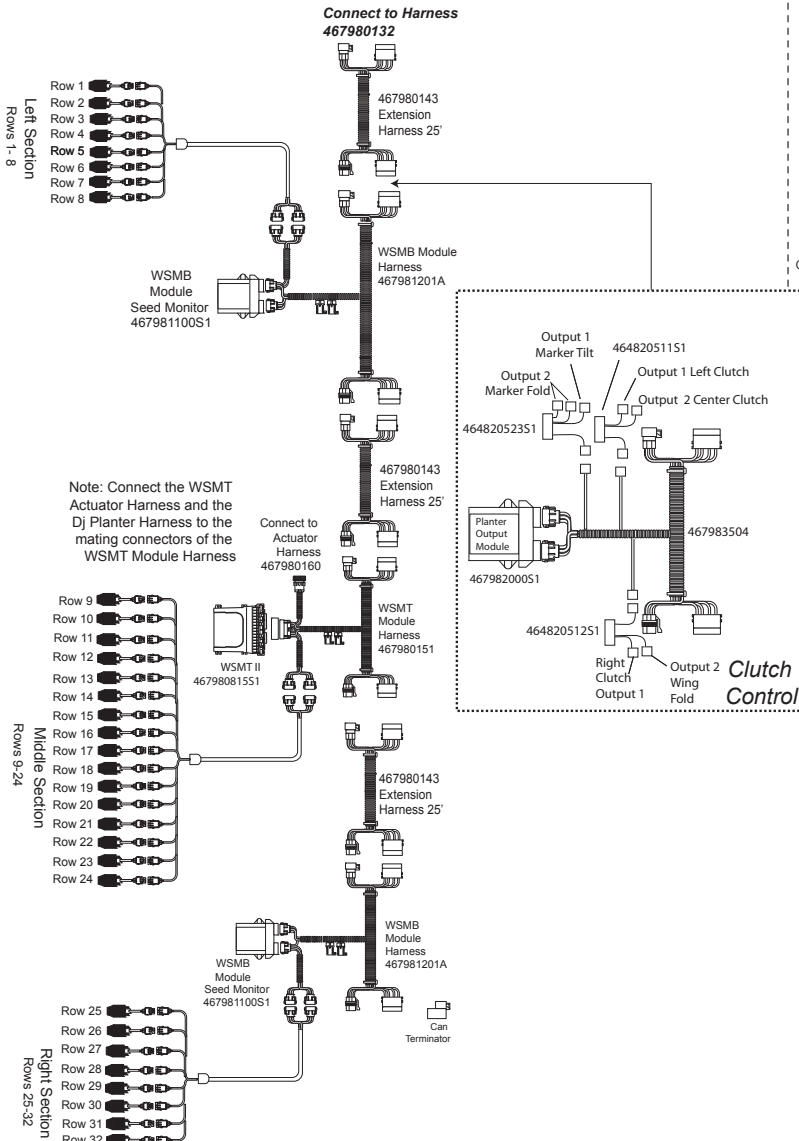 Connect to Harness
467980132
467980143
Extension
Harness 25'
Row 1
Row 2
Row 3
Row 4
Row 5
Row 6
Row 7
Row 8
Left Section
Rows 1- 8
WSMB
Module
Seed Monitor
467981100S1
WSMB Module
Harness
467981201A
467980143
Extension
Harness 25'
Note: Connect the WSMT
Actuator Harness and the
Dj Planter Harness to the
mating connectors of the
WSMT Module Harness
Connect to
Actuator
Harness
467980160
WSMT II
467980815S1
WSMT
Module
Harness
467980151
Row 9
Row 10
Row 11
Row 12
Row 13
Row 14
Row 15
Row 16
Row 17
Row 18
Row 19
Row 20
Row 21
Row 22
Row 23
Row 24
Middle Section
Rows 9-24
467980143
Extension
Harness 25'
WSMB
Module
Seed Monitor
467981100S1
WSMB
Module
Harness
467981201A
Can
Terminator
Row 25
Row 26
Row 27
Row 28
Row 29
Row 30
Row 31
Row 32
Right Section
Rows 25-32
Output 1
Marker Tilt
Output 2
Marker Fold
464820523S1
464820511S1
Output 1 Left Clutch
Output 2 Center Clutch
Planter
Output
Module
467982000S1
467983504
464820512S1
Right
Clutch
Output 1
Output 2
Wing
Fold
Clutch
Control